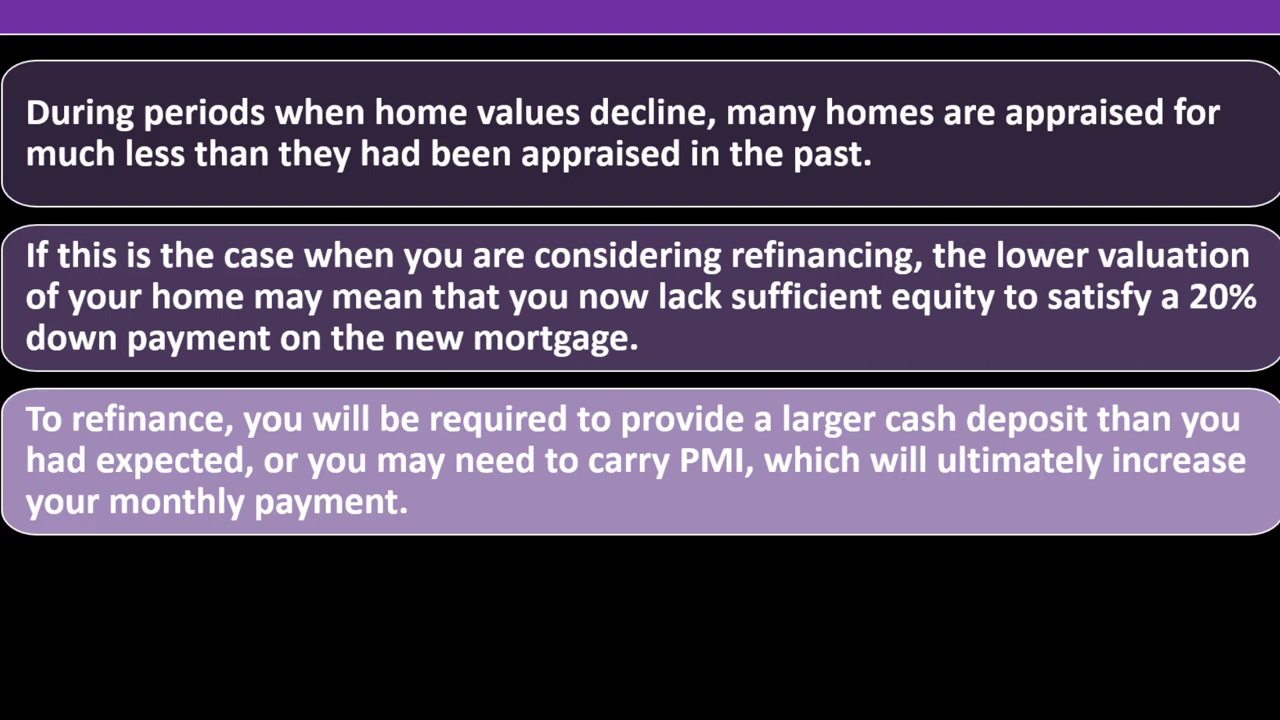 During periods when home values decline, many homes are appraised for
much less than they had been appraised in the past.
If this is the case when you are considering refinancing, the lower valuation
of your home may mean that you now lack sufficient equity to satisfy a 20%
down payment on the new mortgage.
To refinance, you will be required to provide a larger cash deposit than you
had expected, or you may need to carry PMI, which will ultimately increase
your monthly payment.